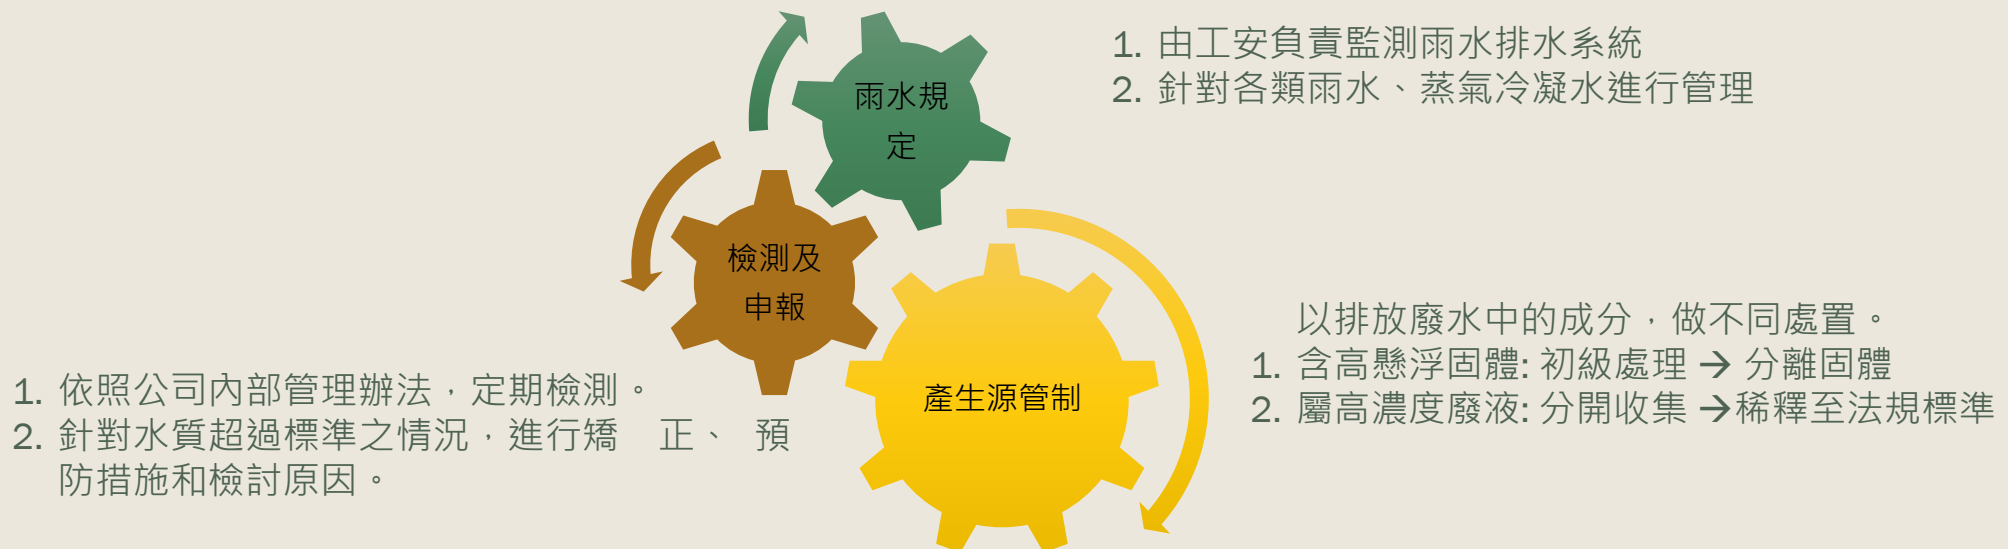 雨水規
定
1. 由工安負責監測雨水排水系統
2. 針對各類雨水、蒸氣冷凝水進行管理
檢測及
申報
1. 依照公司內部管理辦法，定期檢測。
2. 針對水質超過標準之情況，進行矯 正、 預
防措施和檢討原因。
產生源管制
以排放廢水中的成分，做不同處置。
1. 含高懸浮固體: 初級處理 → 分離固體
2. 屬高濃度廢液: 分開收集 →稀釋至法規標準